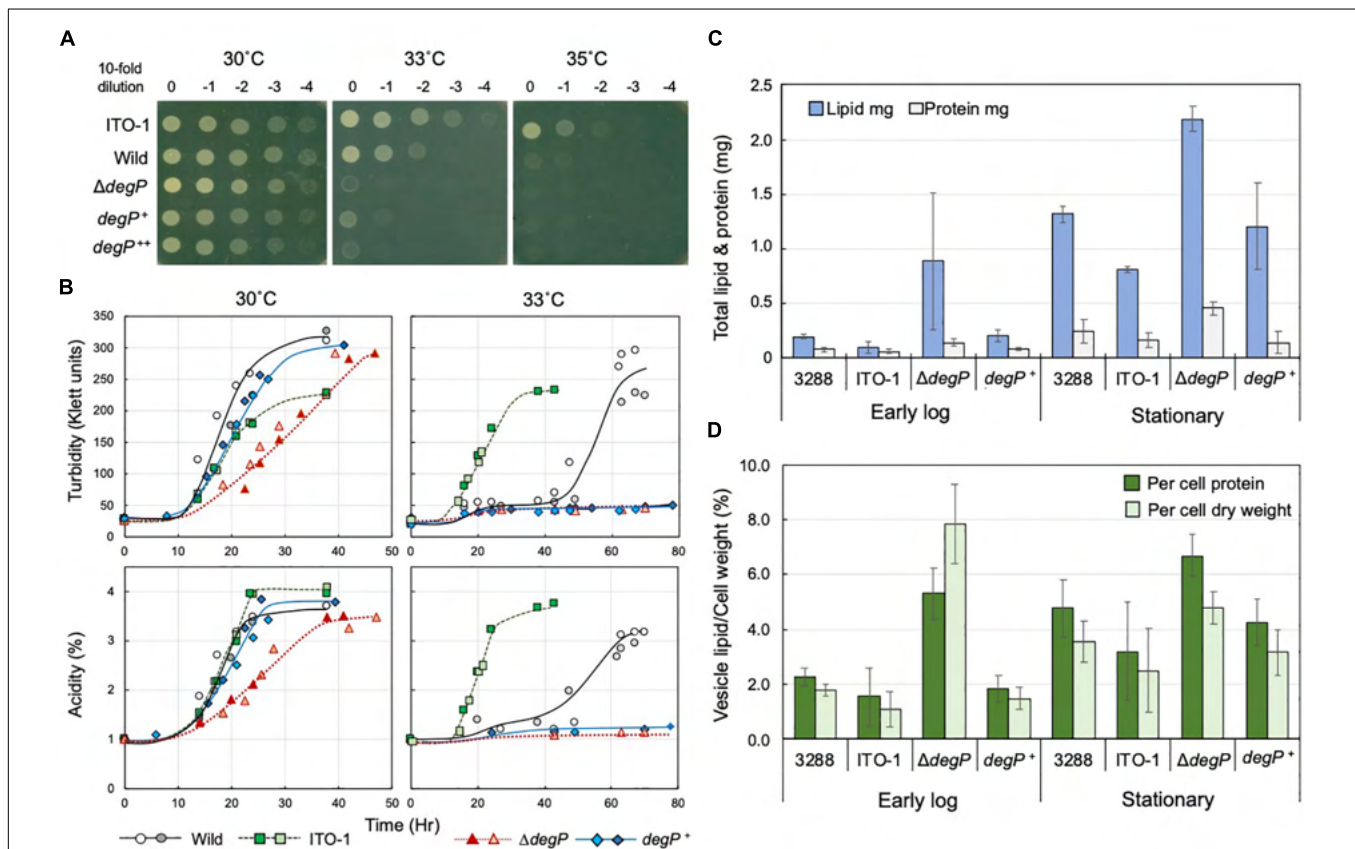 A
30˚C 33˚C 35˚C
10-fold
dilution 0 -1 -2 -3 -4 0 -1 -2 -3 -4 0 -1 -2 -3 -4
ITO-1
Wild
ΔdegP
degP⁺
degP⁺⁺
B
30˚C 33˚C
Turbidity (Klett units)
350
300
250
200
150
100
50
0
0 10 20 30 40 50
0 20 40 60 80
Acidity (%)
4
3
2
1
0
0 10 20 30 40 50
0 20 40 60 80
Time (Hr)
Wild ITO-1 ΔdegP degP⁺
C
Total lipid & protein (mg)
2.5
2.0
1.5
1.0
0.5
0
Lipid mg Protein mg
3288 ITO-1 ΔdegP degP⁺ 3288 ITO-1 ΔdegP degP⁺
Early log Stationary
D
Vesicle lipid/Cell weight (%)
10.0
8.0
6.0
4.0
2.0
0.0
Per cell protein
Per cell dry weight
3288 ITO-1 ΔdegP degP⁺ 3288 ITO-1 ΔdegP degP⁺
Early log Stationary